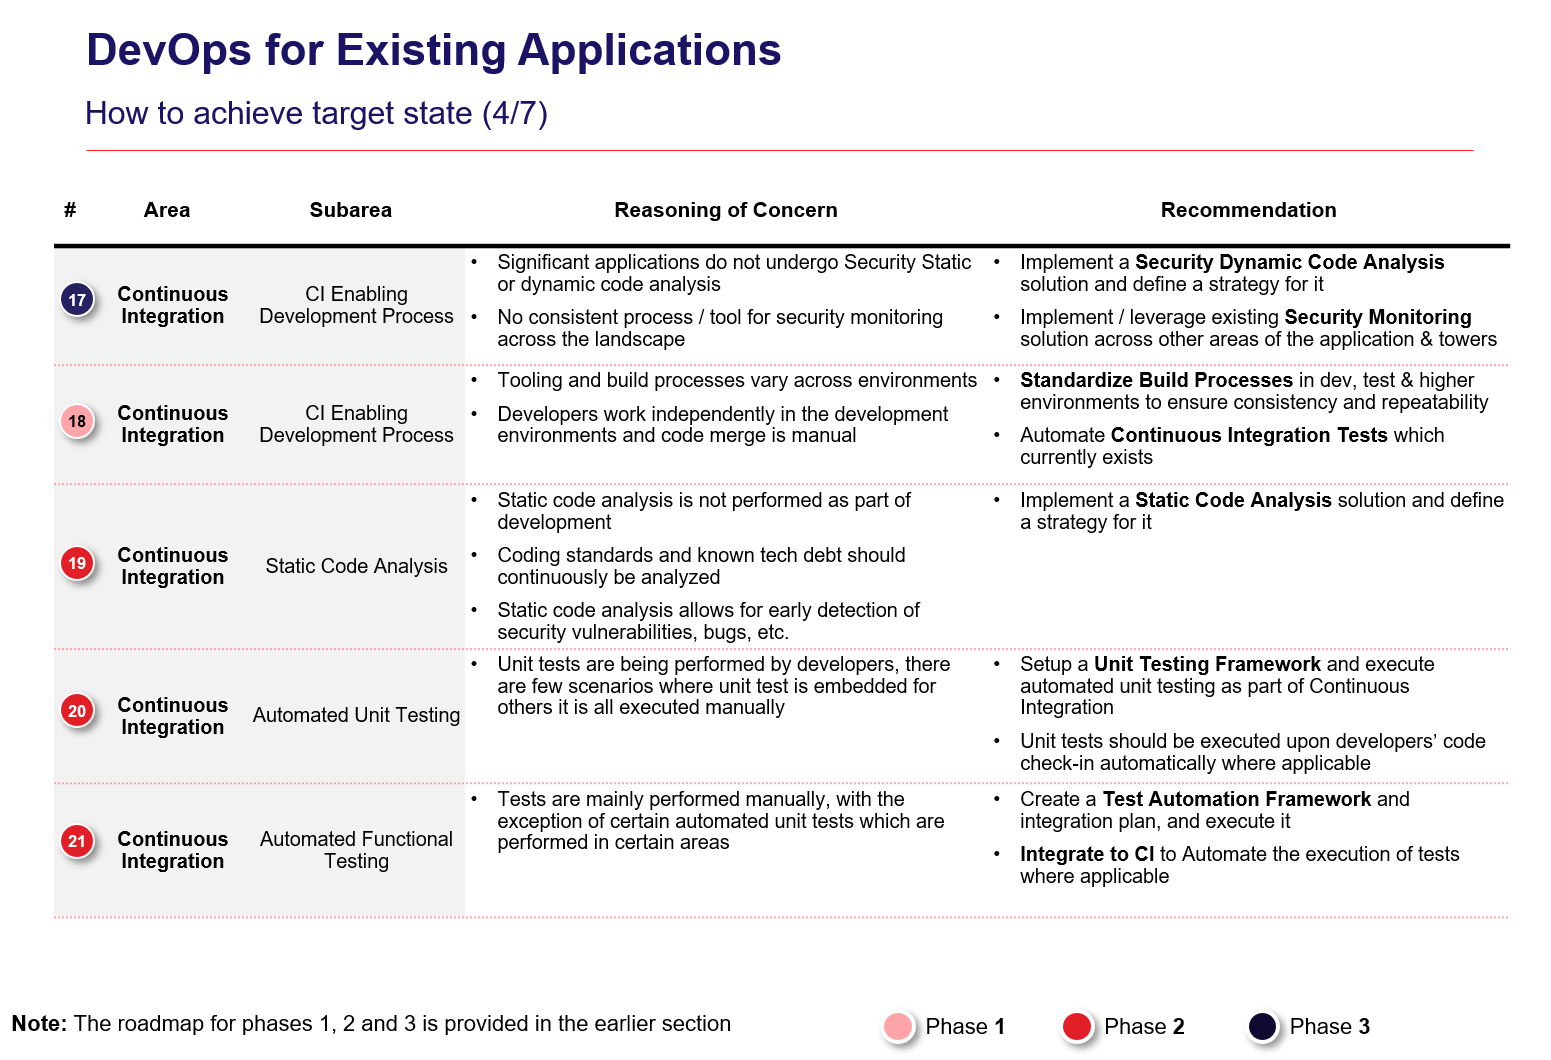 DevOps for Existing Applications
How to achieve target state (4/7)
# Area Subarea Reasoning of Concern Recommendation
17
Continuous
Integration
CI Enabling
Development Process
• Significant applications do not undergo Security Static
or dynamic code analysis
• No consistent process / tool for security monitoring
across the landscape
• Implement a Security Dynamic Code Analysis
solution and define a strategy for it
• Implement / leverage existing Security Monitoring
solution across other areas of the application & towers
18
Continuous
Integration
CI Enabling
Development Process
• Tooling and build processes vary across environments
• Developers work independently in the development
environments and code merge is manual
• Standardize Build Processes in dev, test & higher
environments to ensure consistency and repeatability
• Automate Continuous Integration Tests which
currently exists
19
Continuous
Integration
Static Code Analysis
• Static code analysis is not performed as part of
development
• Coding standards and known tech debt should
continuously be analyzed
• Static code analysis allows for early detection of
security vulnerabilities, bugs, etc.
• Implement a Static Code Analysis solution and define
a strategy for it
20
Continuous
Integration
Automated Unit Testing
• Unit tests are being performed by developers, there
are few scenarios where unit test is embedded for
others it is all executed manually
• Setup a Unit Testing Framework and execute
automated unit testing as part of Continuous
Integration
• Unit tests should be executed upon developers’ code
check-in automatically where applicable
21
Continuous
Integration
Automated Functional
Testing
• Tests are mainly performed manually, with the
exception of certain automated unit tests which are
performed in certain areas
• Create a Test Automation Framework and
integration plan, and execute it
• Integrate to CI to Automate the execution of tests
where applicable
Note: The roadmap for phases 1, 2 and 3 is provided in the earlier section
Phase 1
Phase 2
Phase 3